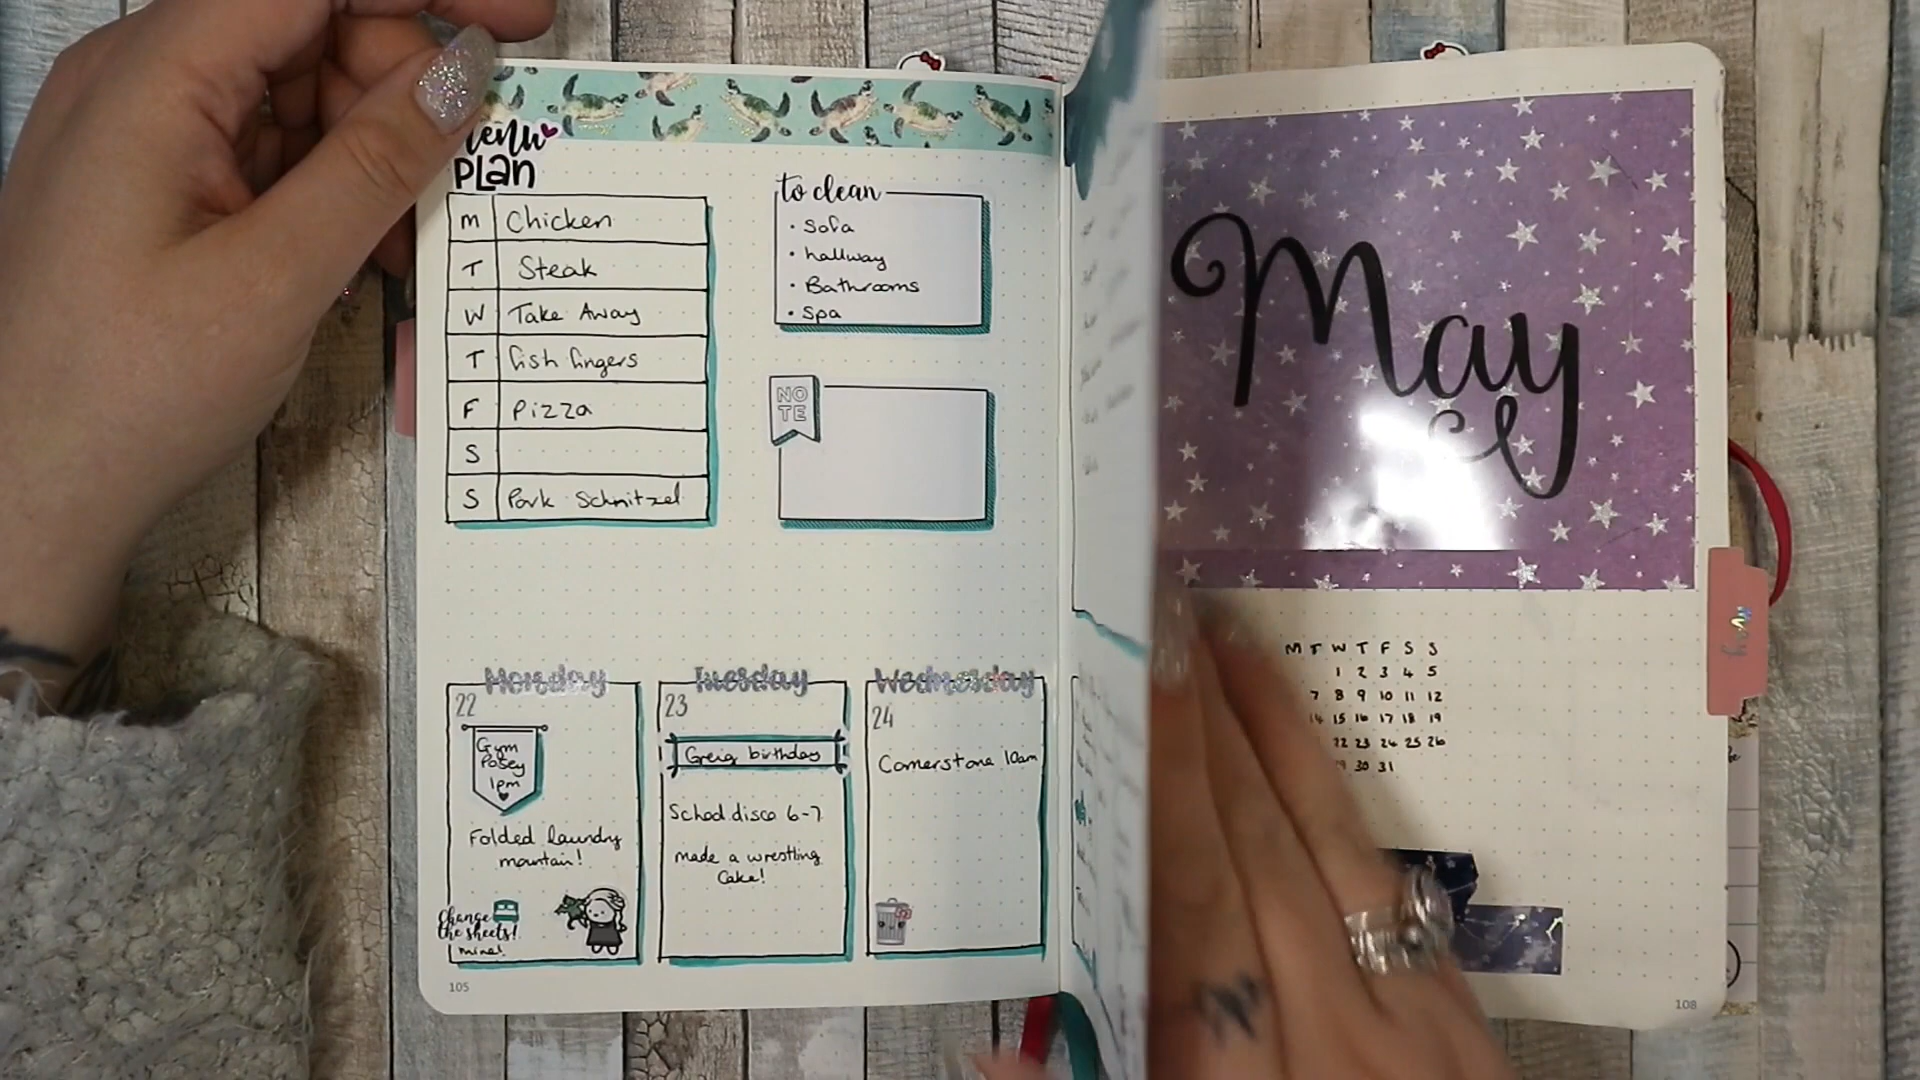 Menu
PLan
M Chicken
T Steak
W Take Away
T fish fingers
F Pizza
S
S Pork Schnitzel
to clean
• Sofa
• hallway
• Bathrooms
• Spa
NO
TE
Monday
22
Gym
Posey
1pm
Folded laundry
mountain!
Change
the sheets!
mine!
Tuesday
23
Greig birthday
School disco 6-7
made a wrestling
Cake!
Wednesday
24
Cornerstone 10am
105
May
M T W T F S S
1 2 3 4 5
7 8 9 10 11 12
14 15 16 17 18 19
22 23 24 25 26
30 31
May
108